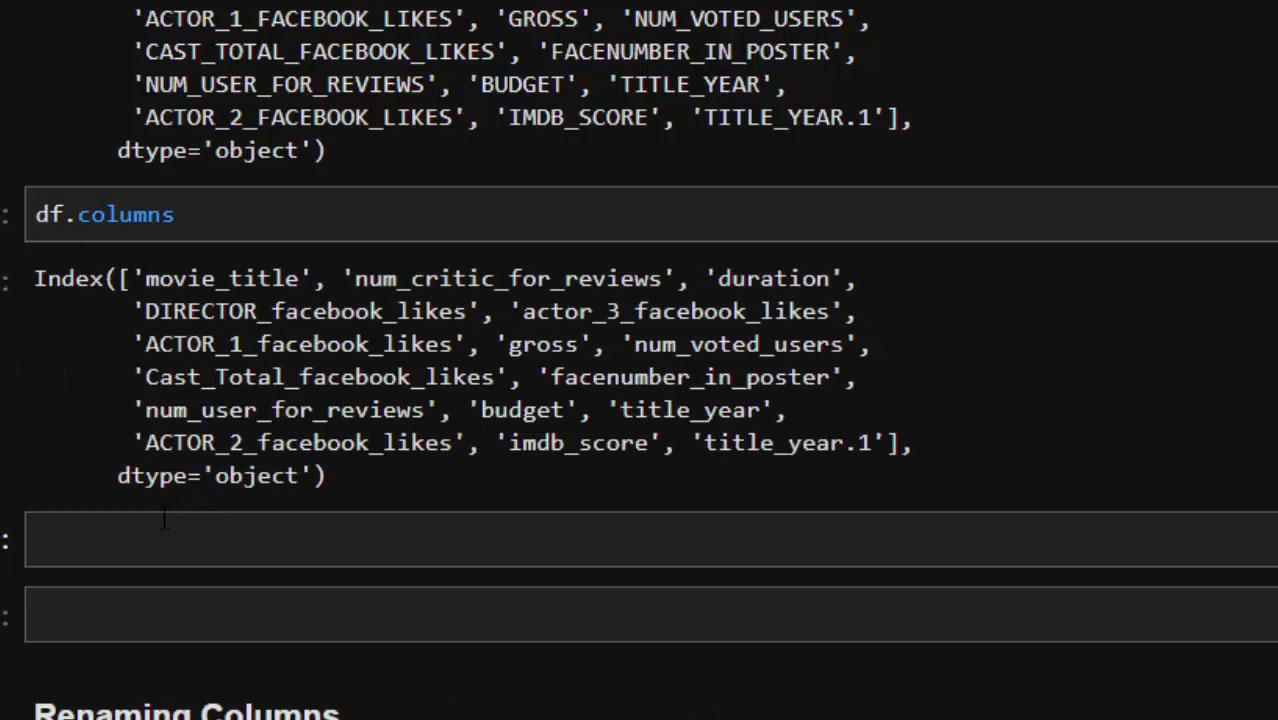 'ACTOR_1_FACEBOOK_LIKES', 'GROSS', 'NUM_VOTED_USERS',
'CAST_TOTAL_FACEBOOK_LIKES', 'FACENUMBER_IN_POSTER',
'NUM_USER_FOR_REVIEWS', 'BUDGET', 'TITLE_YEAR',
'ACTOR_2_FACEBOOK_LIKES', 'IMDB_SCORE', 'TITLE_YEAR.1'],
dtype='object')
: df.columns
: Index(['movie_title', 'num_critic_for_reviews', 'duration',
'DIRECTOR_facebook_likes', 'actor_3_facebook_likes',
'ACTOR_1_facebook_likes', 'gross', 'num_voted_users',
'Cast_Total_facebook_likes', 'facenumber_in_poster',
'num_user_for_reviews', 'budget', 'title_year',
'ACTOR_2_facebook_likes', 'imdb_score', 'title_year.1'],
dtype='object')
:
:
Renaming Columns